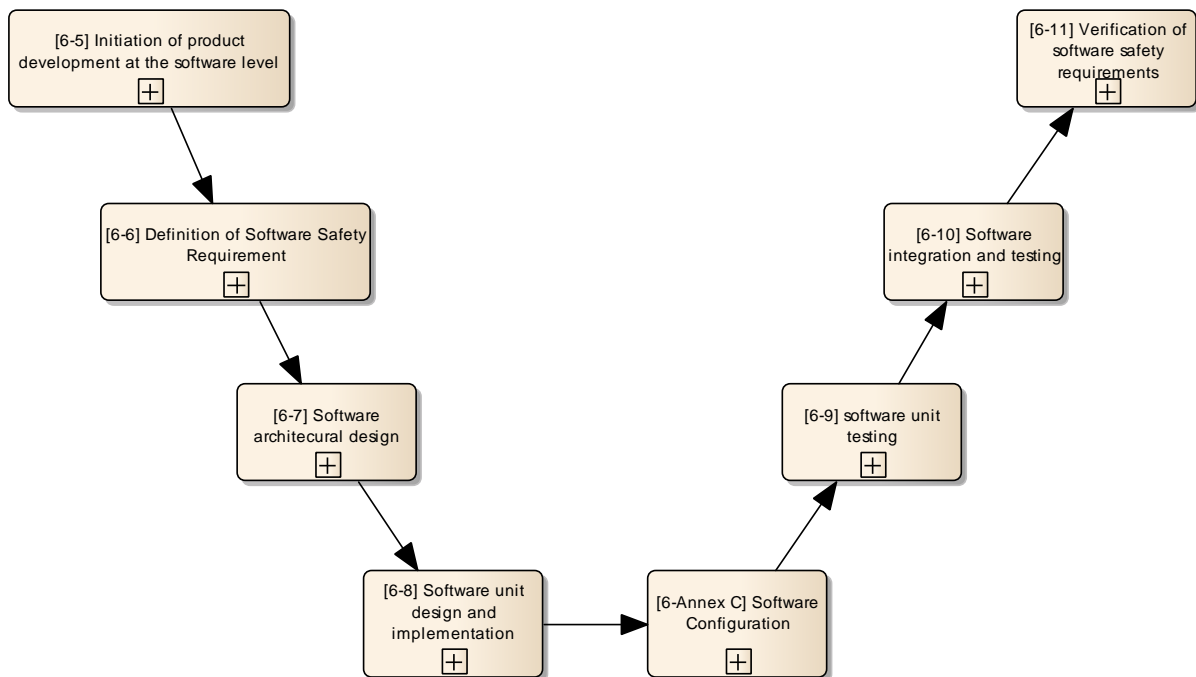 [6-5] Initiation of product
development at the software level
[6-11] Verification of
software safety
requirements
[6-6] Definition of Software Safety
Requirement
[6-10] Software
integration and testing
[6-7] Software
architecural design
[6-9] software unit
testing
[6-8] Software unit
design and
implementation
[6-Annex C] Software
Configuration